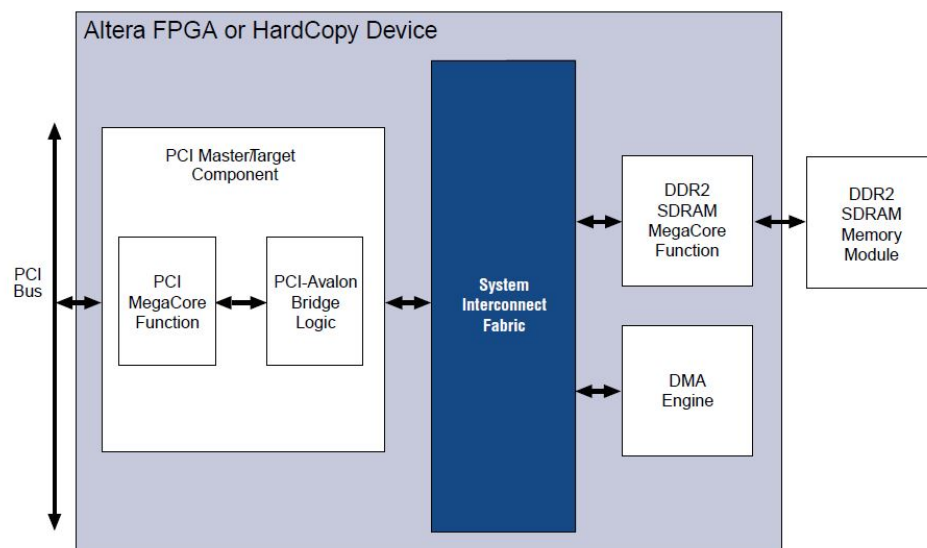 Altera FPGA or HardCopy Device
PCI Master/Target
Component
PCI
Bus
PCI
MegaCore
Function
PCI-Avalon
Bridge
Logic
System
Interconnect
Fabric
DDR2
SDRAM
MegaCore
Function
DDR2
SDRAM
Memory
Module
DMA
Engine